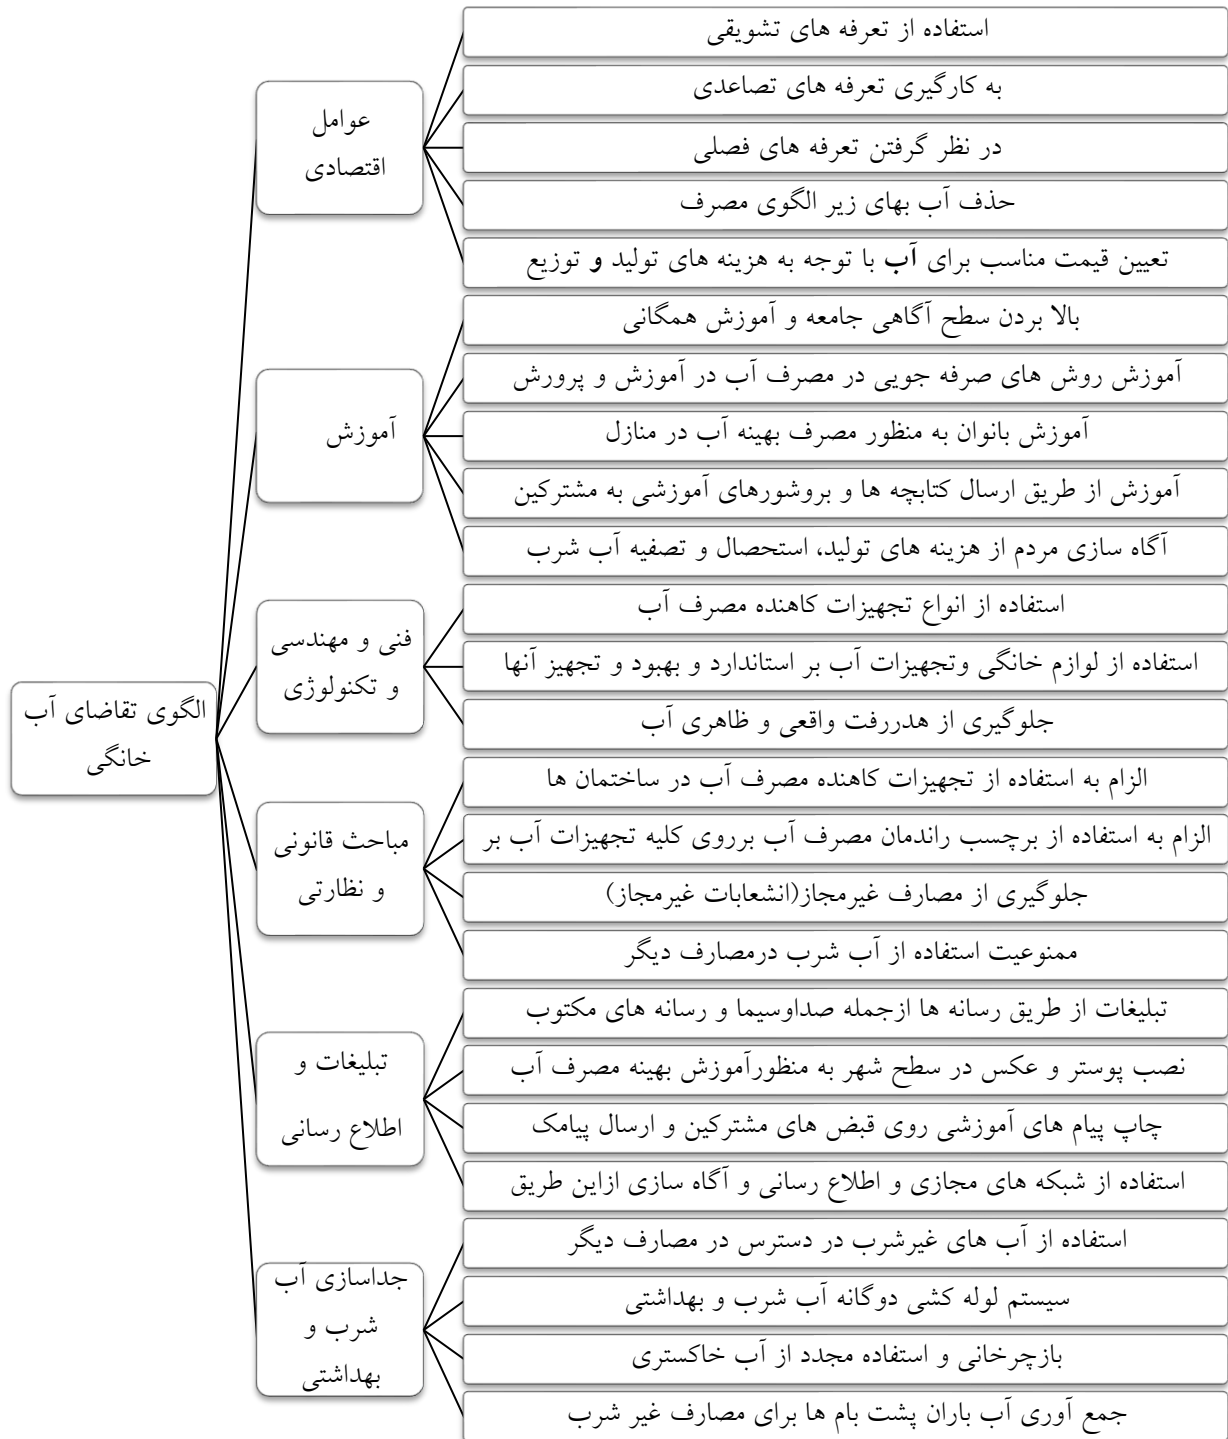 الگوی تقاضای آب
خانگی
عوامل
اقتصادی
استفاده از تعرفه های تشویقی
به کارگیری تعرفه های تصاعدی
در نظر گرفتن تعرفه های فصلی
حذف آب بهای زیر الگوی مصرف
تعیین قیمت مناسب برای آب با توجه به هزینه های تولید و توزیع
آموزش
بالا بردن سطح آگاهی جامعه و آموزش همگانی
آموزش روش های صرفه جویی در مصرف آب در آموزش و پرورش
آموزش بانوان به منظور مصرف بهینه آب در منازل
آموزش از طریق ارسال کتابچه ها و بروشورهای آموزشی به مشترکین
آگاه سازی مردم از هزینه های تولید، استحصال و تصفیه آب شرب
فنی و مهندسی
و تکنولوژی
استفاده از انواع تجهیزات کاهنده مصرف آب
استفاده از لوازم خانگی وتجهیزات آب بر استاندارد و بهبود و تجهیز آنها
جلوگیری از هدررفت واقعی و ظاهری آب
مباحث قانونی
و نظارتی
الزام به استفاده از تجهیزات کاهنده مصرف آب در ساختمان ها
الزام به استفاده از برچسب راندمان مصرف آب برروی کلیه تجهیزات آب بر
جلوگیری از مصارف غیرمجاز(انشعابات غیرمجاز)
ممنوعیت استفاده از آب شرب درمصارف دیگر
تبلیغات و
اطلاع رسانی
تبلیغات از طریق رسانه ها ازجمله صداوسیما و رسانه های مکتوب
نصب پوستر و عکس در سطح شهر به منظورآموزش بهینه مصرف آب
چاپ پیام های آموزشی روی قبض های مشترکین و ارسال پیامک
استفاده از شبکه های مجازی و اطلاع رسانی و آگاه سازی ازاین طریق
جداسازی آب
شرب و
بهداشتی
استفاده از آب های غیرشرب در دسترس در مصارف دیگر
سیستم لوله کشی دوگانه آب شرب و بهداشتی
بازچرخانی و استفاده مجدد از آب خاکستری
جمع آوری آب باران پشت بام ها برای مصارف غیر شرب